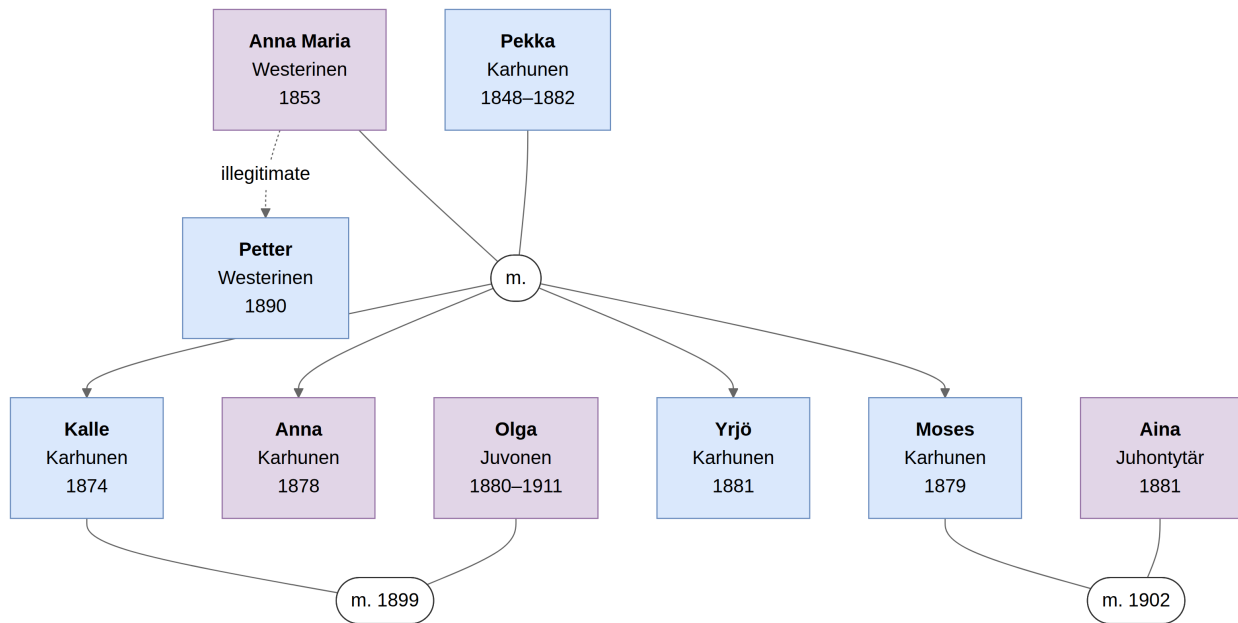 Anna Maria
Westerinen
1853
Pekka
Karhunen
1848–1882
illegitimate
Petter
Westerinen
1890
m.
Kalle
Karhunen
1874
Anna
Karhunen
1878
Olga
Juvonen
1880–1911
Yrjö
Karhunen
1881
Moses
Karhunen
1879
Aina
Juhontytär
1881
m. 1899
m. 1902